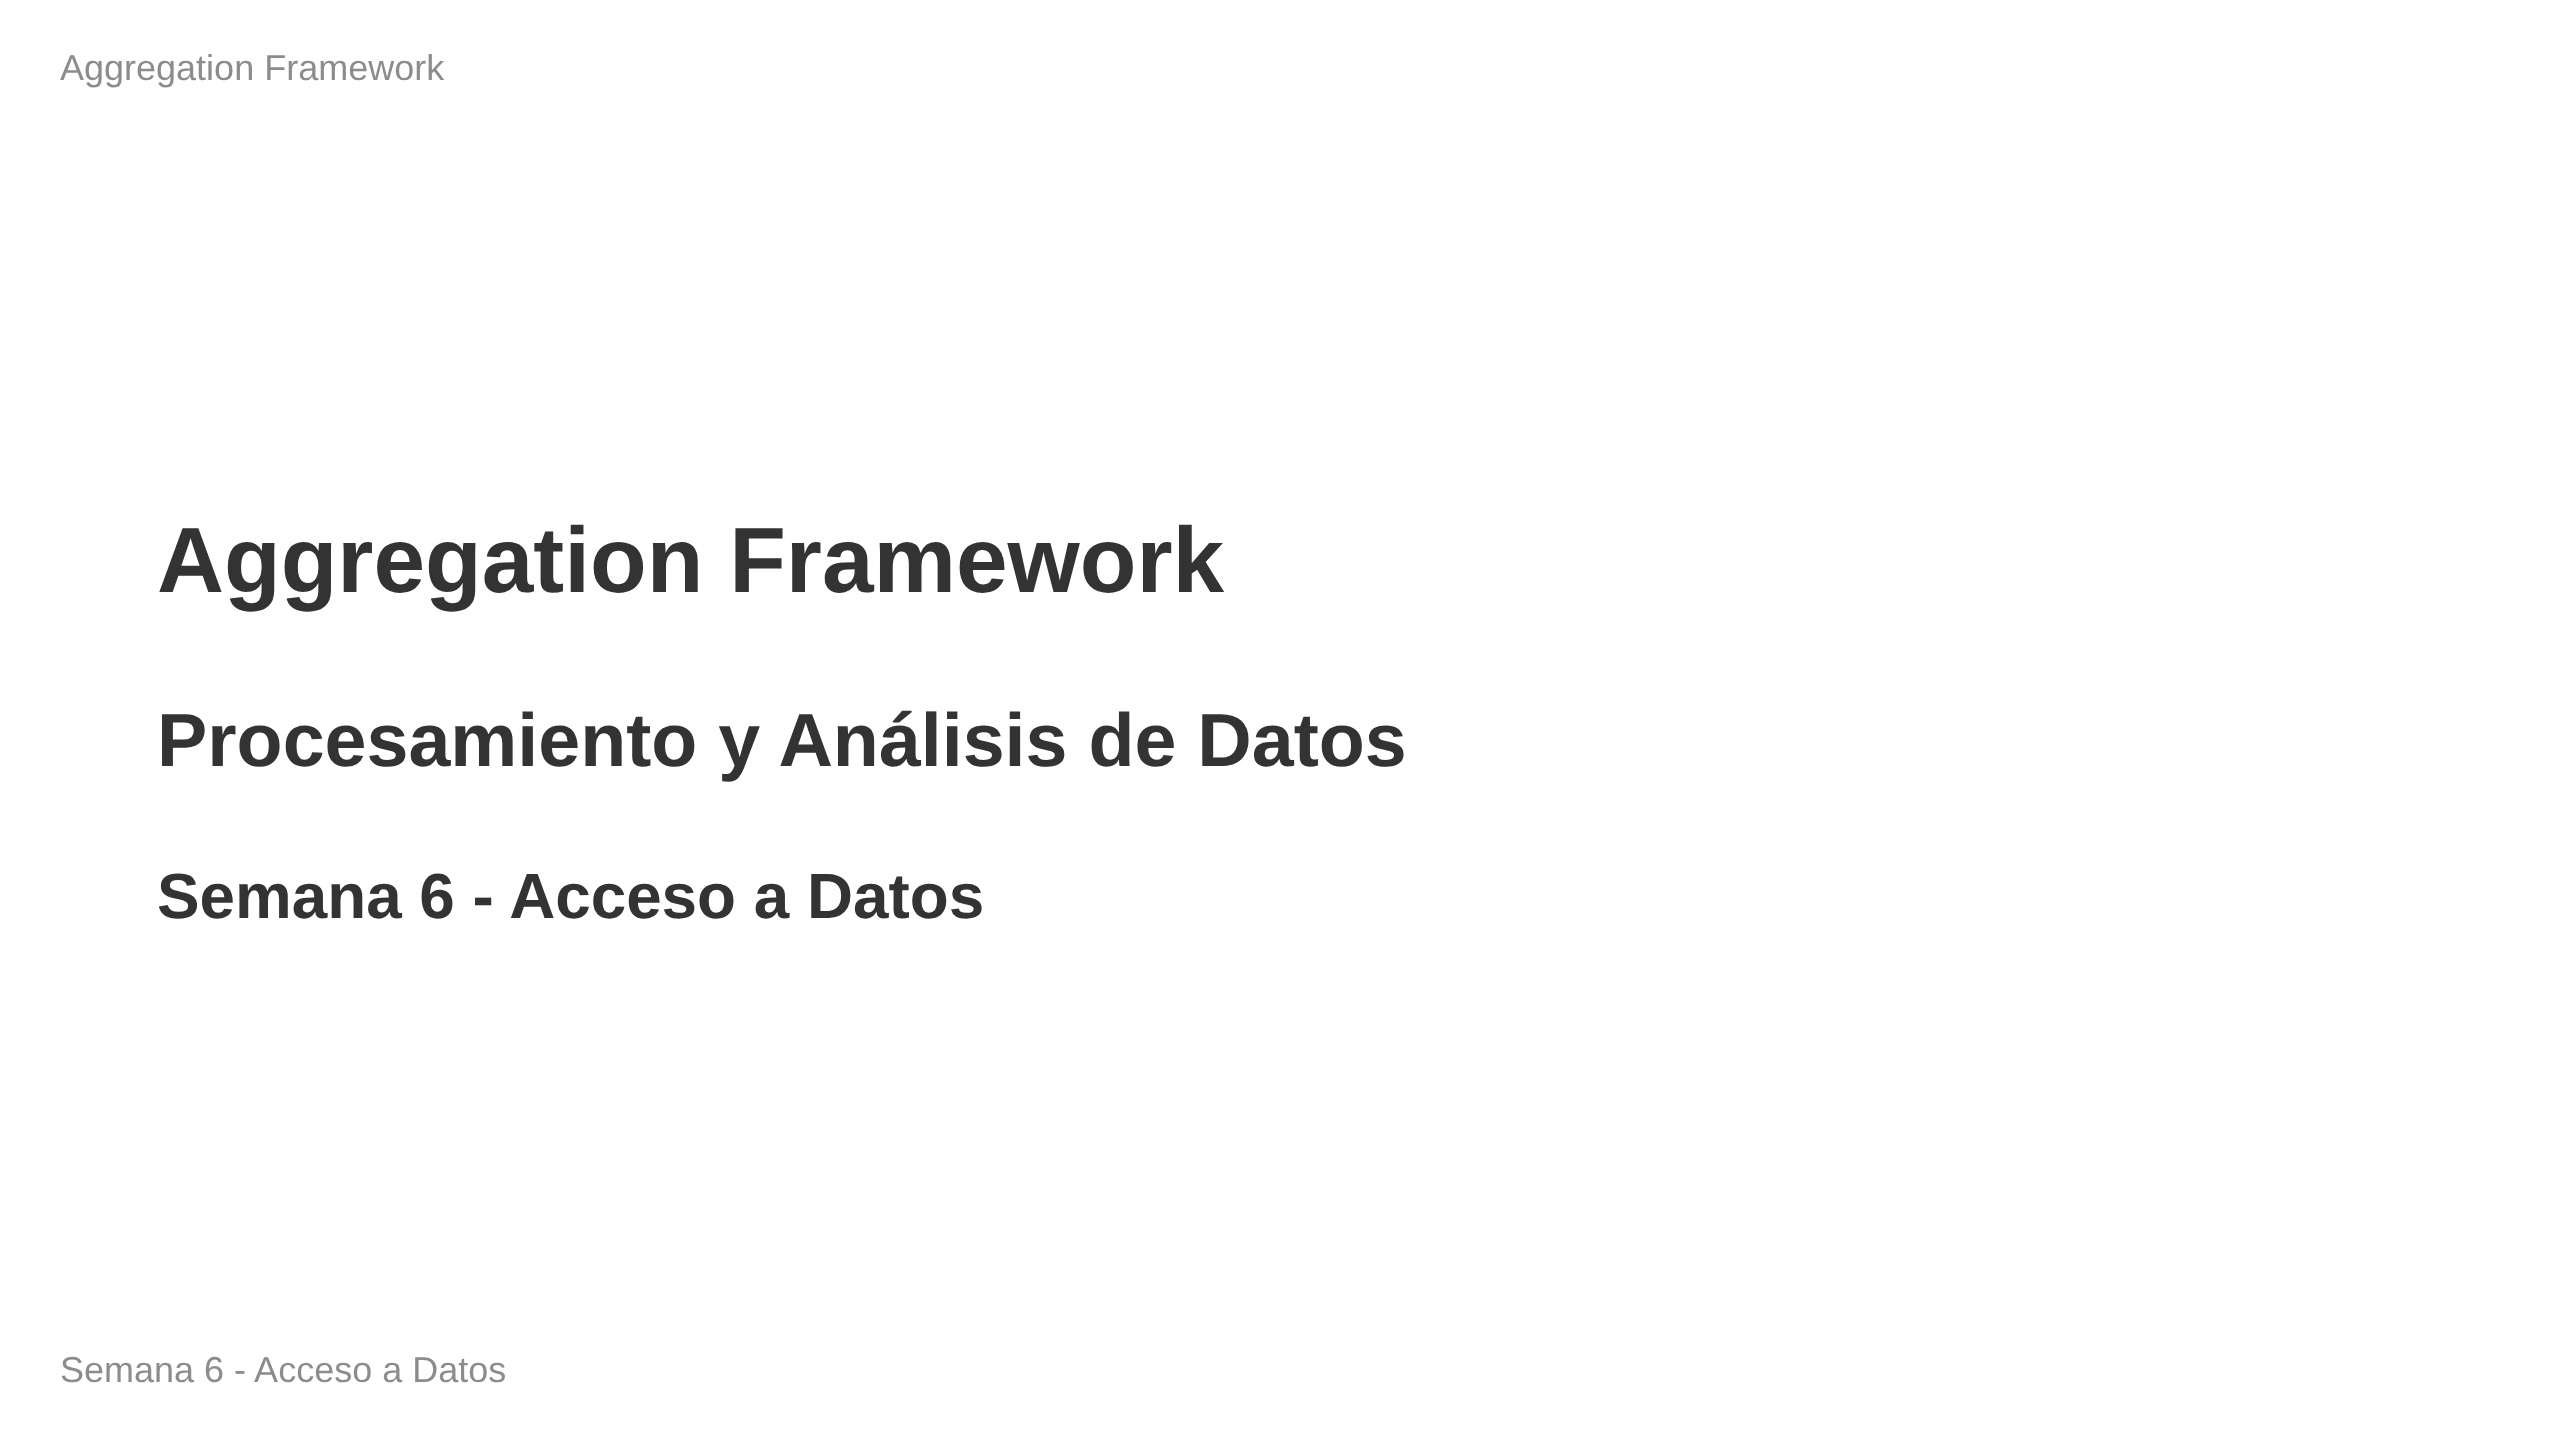 Aggregation Framework
Aggregation Framework
Procesamiento y Análisis de Datos
Semana 6 - Acceso a Datos
Semana 6 - Acceso a Datos